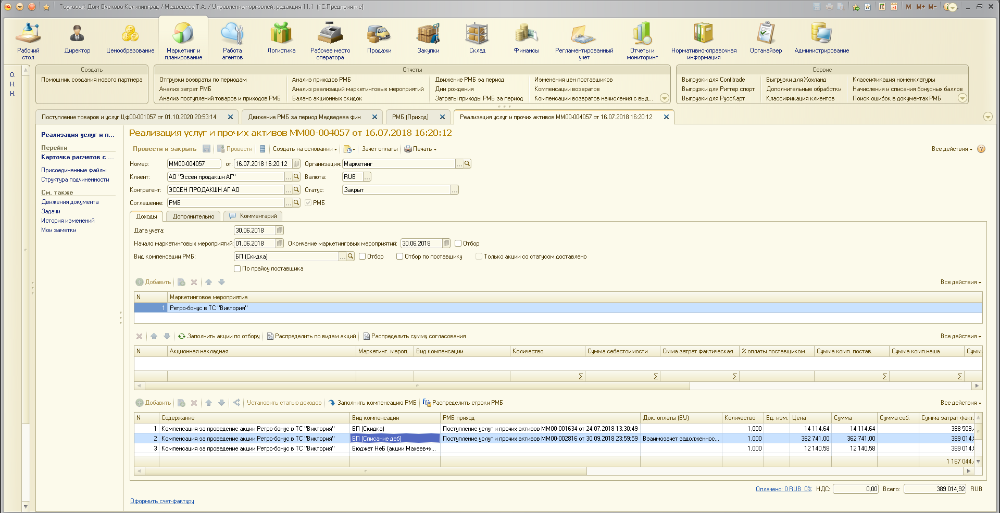 Торговый Дом Очаково Калининград / Медведева Т.А. / Управление торговлей, редакция 11.1 (1С:Предприятие)
M M+ M-
Рабочий стол
Директор
Ценообразование
Маркетинг и планирование
Работа агентов
Логистика
Рабочее место оператора
Продажи
Закупки
Склад
Финансы
Регламентированный учет
Отчеты и мониторинг
Нормативно-справочная информация
Органайзер
Администрирование
О.
Н.
Н.
Создать
Помощник создания нового партнера
Отчеты
Отгрузки возвраты по периодам
Анализ затрат РМБ
Анализ поступлений товаров и приходов РМБ
Анализ приходов РМБ
Анализ реализаций маркетинговых мероприятий
Баланс акционных скидок
Движение РМБ за период
Дни рождения
Затраты приходы РМБ за период
Изменения цен поставщиков
Компенсации возвратов
Компенсации возвратов начисления с выд...
Сервис
Выгрузки для Confitrade
Выгрузки для Риттер спорт
Выгрузки для РуссКарт
Выгрузки для Хохланд
Дополнительные обработки
Классификация клиентов
Классификация номенклатуры
Начисления и списания бонусных баллов
Поиск ошибок в документах РМБ
Поступление товаров и услуг ЦФ00-001057 от 01.10.2020 20:53:14
Движение РМБ за период Медведева фин
РМБ (Приход)
Реализация услуг и прочих активов ММ00-004057 от 16.07.2018 16:20:12
Реализация услуг и п...
Перейти
Карточка расчетов с ...
Присоединенные файлы
Структура подчиненности
См. также
Движения документа
Задачи
История изменений
Мои заметки
Реализация услуг и прочих активов ММ00-004057 от 16.07.2018 16:20:12
Провести и закрыть Провести Создать на основании Зачет оплаты Печать Все действия
Номер: ММ00-004057 от: 16.07.2018 16:20:12 Организация: Маркетинг
Клиент: АО "Эссен продакшн АГ" Валюта: RUB
Контрагент: ЭССЕН ПРОДАКШН АГ АО Статус: Закрыт
Соглашение: РМБ РМБ
Доходы Дополнительно Комментарий
Дата учета: 30.06.2018
Начало маркетинговых мероприятий: 01.06.2018 Окончание маркетинговых мероприятий: 30.06.2018 Отбор
Вид компенсации РМБ: БП (Скидка) Отбор Отбор по поставщику Только акции со статусом доставлено
По прайсу поставщика
Добавить Все действия
N Маркетинговое мероприятие
1 Ретро-бонус в ТС "Виктория"
Заполнить акции по отбору Распределить по видам акций Распределить сумму согласования Все действия
N Акционная накладная Маркетинг. мероп. Вид компенсации Количество Сумма себестоимости Смма затрат фактическая % оплаты поставщиком Сумма комп. постав. Сумма комп.наша Сумм
Σ Σ Σ Σ Σ
Добавить Установить статью доходов Заполнить компенсацию РМБ Распределить строки РМБ Все действия
N Содержание Вид компенсации РМБ приход Док. оплаты (БУ) Количество Ед. изм. Цена Сумма Сумма себ. Сумма затрат факт.
1 Компенсация за проведение акции Ретро-бонус в ТС "Виктория" БП (Скидка) Поступление услуг и прочих активов ММ00-001634 от 24.07.2018 13:30:49 1,000 14 114,64 14 114,64 388 509,
2 Компенсация за проведение акции Ретро-бонус в ТС "Виктория" БП (Списание деб) Поступление услуг и прочих активов ММ00-002816 от 30.09.2018 23:59:59 Взаимозачет задолженнос... 1,000 362 741,00 362 741,00 389 014,
3 Компенсация за проведение акции Ретро-бонус в ТС "Виктория" Бюджет НеБ (акции Махеев+х... 1,000 12 140,58 12 140,58 389 014,
1 167 044,
Оплачено: 0 RUB 0% НДС: 0,00 Всего: 389 014,92 RUB
Оформить счет-фактуру